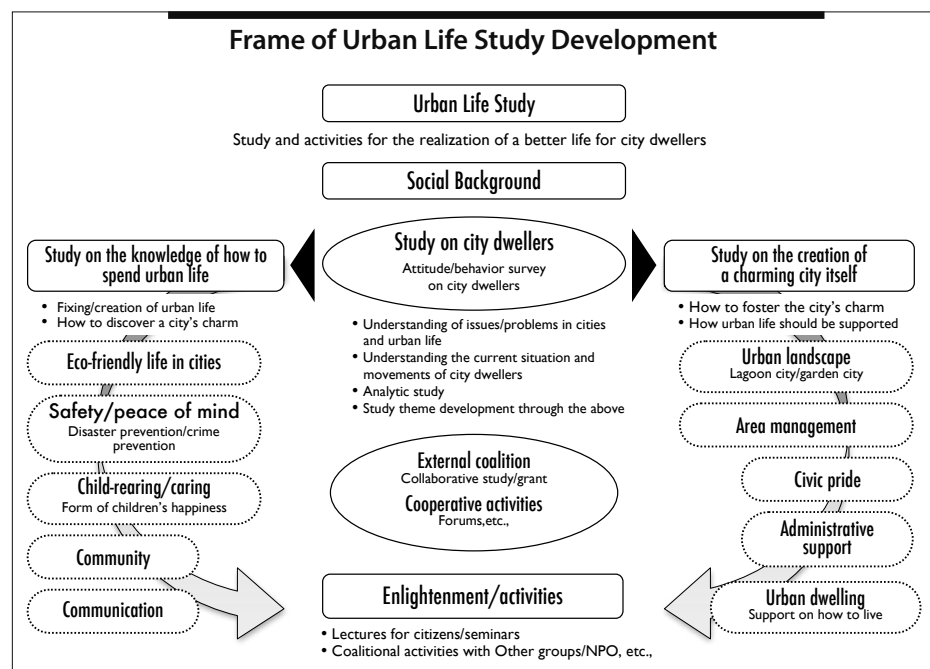 Frame of Urban Life Study Development
Urban Life Study
Study and activities for the realization of a better life for city dwellers
Social Background
Study on the knowledge of how to
spend urban life
• Fixing/creation of urban life
• How to discover a city's charm
Eco-friendly life in cities
Safety/peace of mind
Disaster prevention/crime
prevention
Child-rearing/caring
Form of children's happiness
Community
Communication
Study on city dwellers
Attitude/behavior survey
on city dwellers
• Understanding of issues/problems in cities
and urban life
• Understanding the current situation and
movements of city dwellers
• Analytic study
• Study theme development through the above
External coalition
Collaborative study/grant
Cooperative activities
Forums,etc.,
Study on the creation of
a charming city itself
• How to foster the city's charm
• How urban life should be supported
Urban landscape
Lagoon city/garden city
Area management
Civic pride
Administrative
support
Urban dwelling
Support on how to live
Enlightenment/activities
• Lectures for citizens/seminars
• Coalitional activities with Other groups/NPO, etc.,